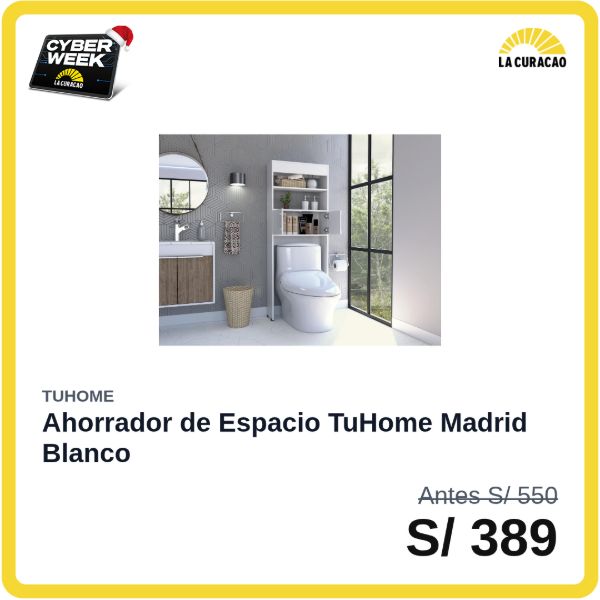 CYBER
WEEK
LA CURACAO
LA CURACAO
TUHOME
Ahorrador de Espacio TuHome Madrid
Blanco
Antes S/ 550
S/ 389